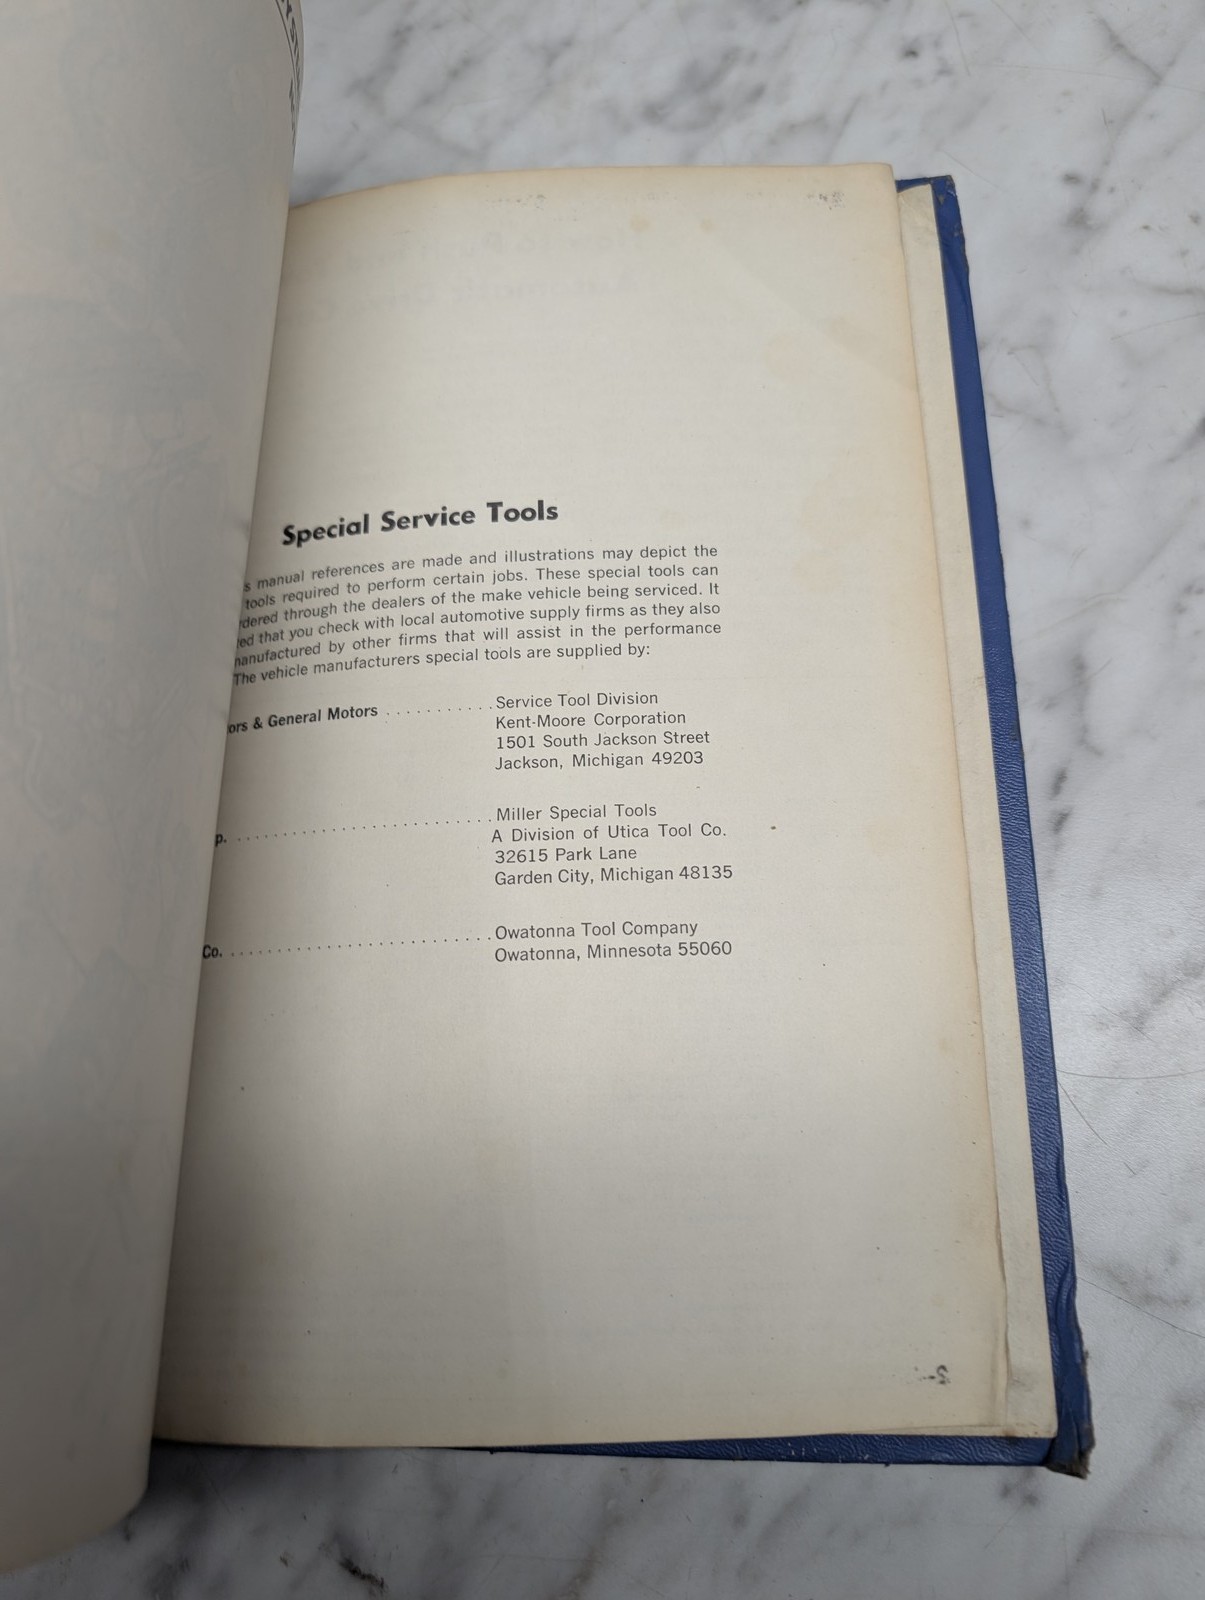 Special Service Tools
s manual references are made and illustrations may depict the
tools required to perform certain jobs. These special tools can
dered through the dealers of the make vehicle being serviced. It
ed that you check with local automotive supply firms as they also
manufactured by other firms that will assist in the performance
The vehicle manufacturers special tools are supplied by:
ors & General Motors ........... Service Tool Division
Kent-Moore Corporation
1501 South Jackson Street
Jackson, Michigan 49203
p. ........................... Miller Special Tools
A Division of Utica Tool Co.
32615 Park Lane
Garden City, Michigan 48135
Co. ........................... Owatonna Tool Company
Owatonna, Minnesota 55060